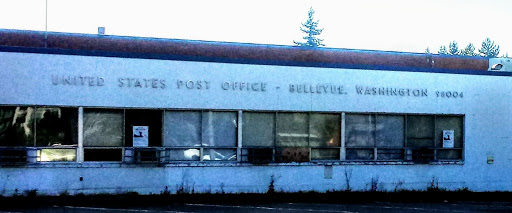 UNITED STATES POST OFFICE - BELLEVUE, WASHINGTON 98004